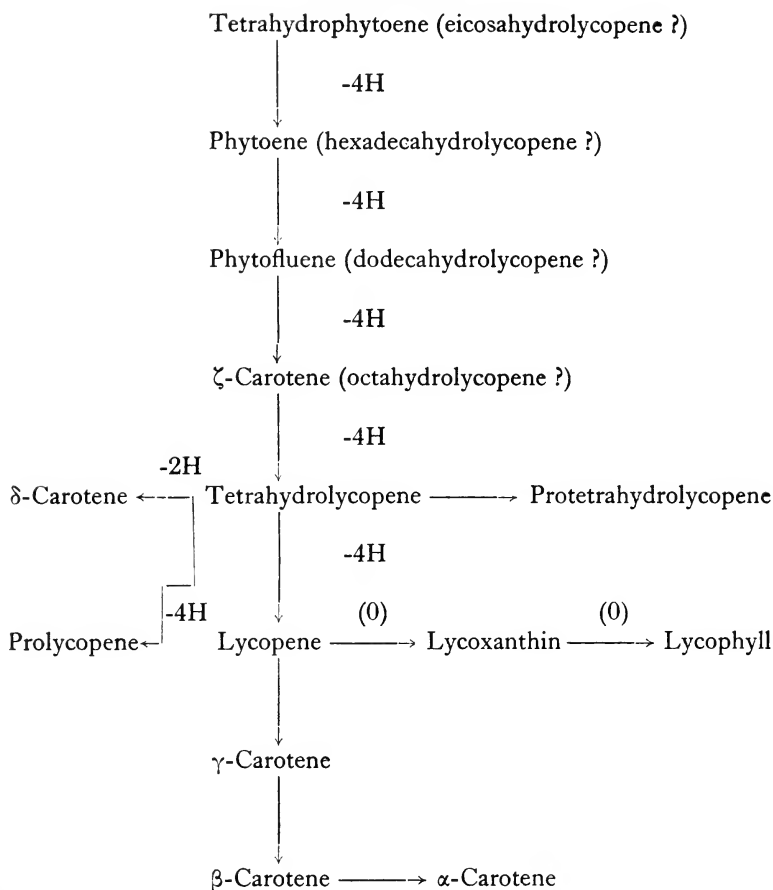 Tetrahydrophytoene (eicosahydrolycopene ?)
-4H
Phytoene (hexadecahydrolycopene ?)
-4H
Phytofluene (dodecahydrolycopene ?)
-4H
ζ-Carotene (octahydrolycopene ?)
-4H
-2H
δ-Carotene Tetrahydrolycopene Protetrahydrolycopene
-4H
-4H (0) (0)
Prolycopene Lycopene Lycoxanthin Lycophyll
γ-Carotene
β-Carotene α-Carotene